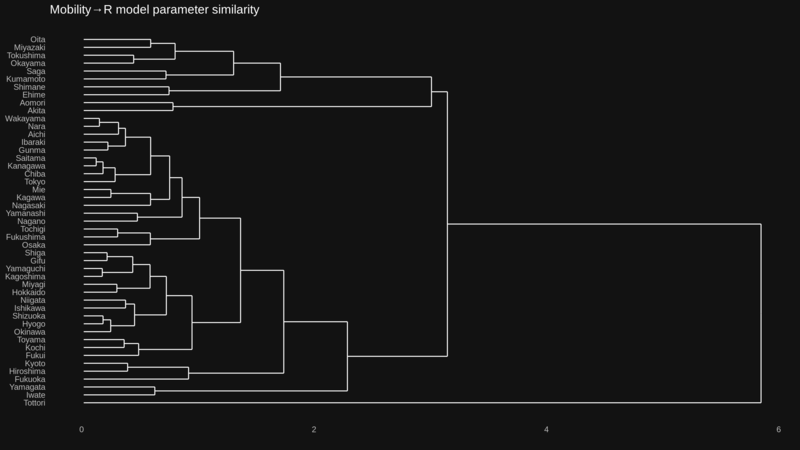 Mobility→R model parameter similarity
Oita
Miyazaki
Tokushima
Okayama
Saga
Kumamoto
Shimane
Ehime
Aomori
Akita
Wakayama
Nara
Aichi
Ibaraki
Gunma
Saitama
Kanagawa
Chiba
Tokyo
Mie
Kagawa
Nagasaki
Yamanashi
Nagano
Tochigi
Fukushima
Osaka
Shiga
Gifu
Yamaguchi
Kagoshima
Miyagi
Hokkaido
Niigata
Ishikawa
Shizuoka
Hyogo
Okinawa
Toyama
Kochi
Fukui
Kyoto
Hiroshima
Fukuoka
Yamagata
Iwate
Tottori
0 2 4 6